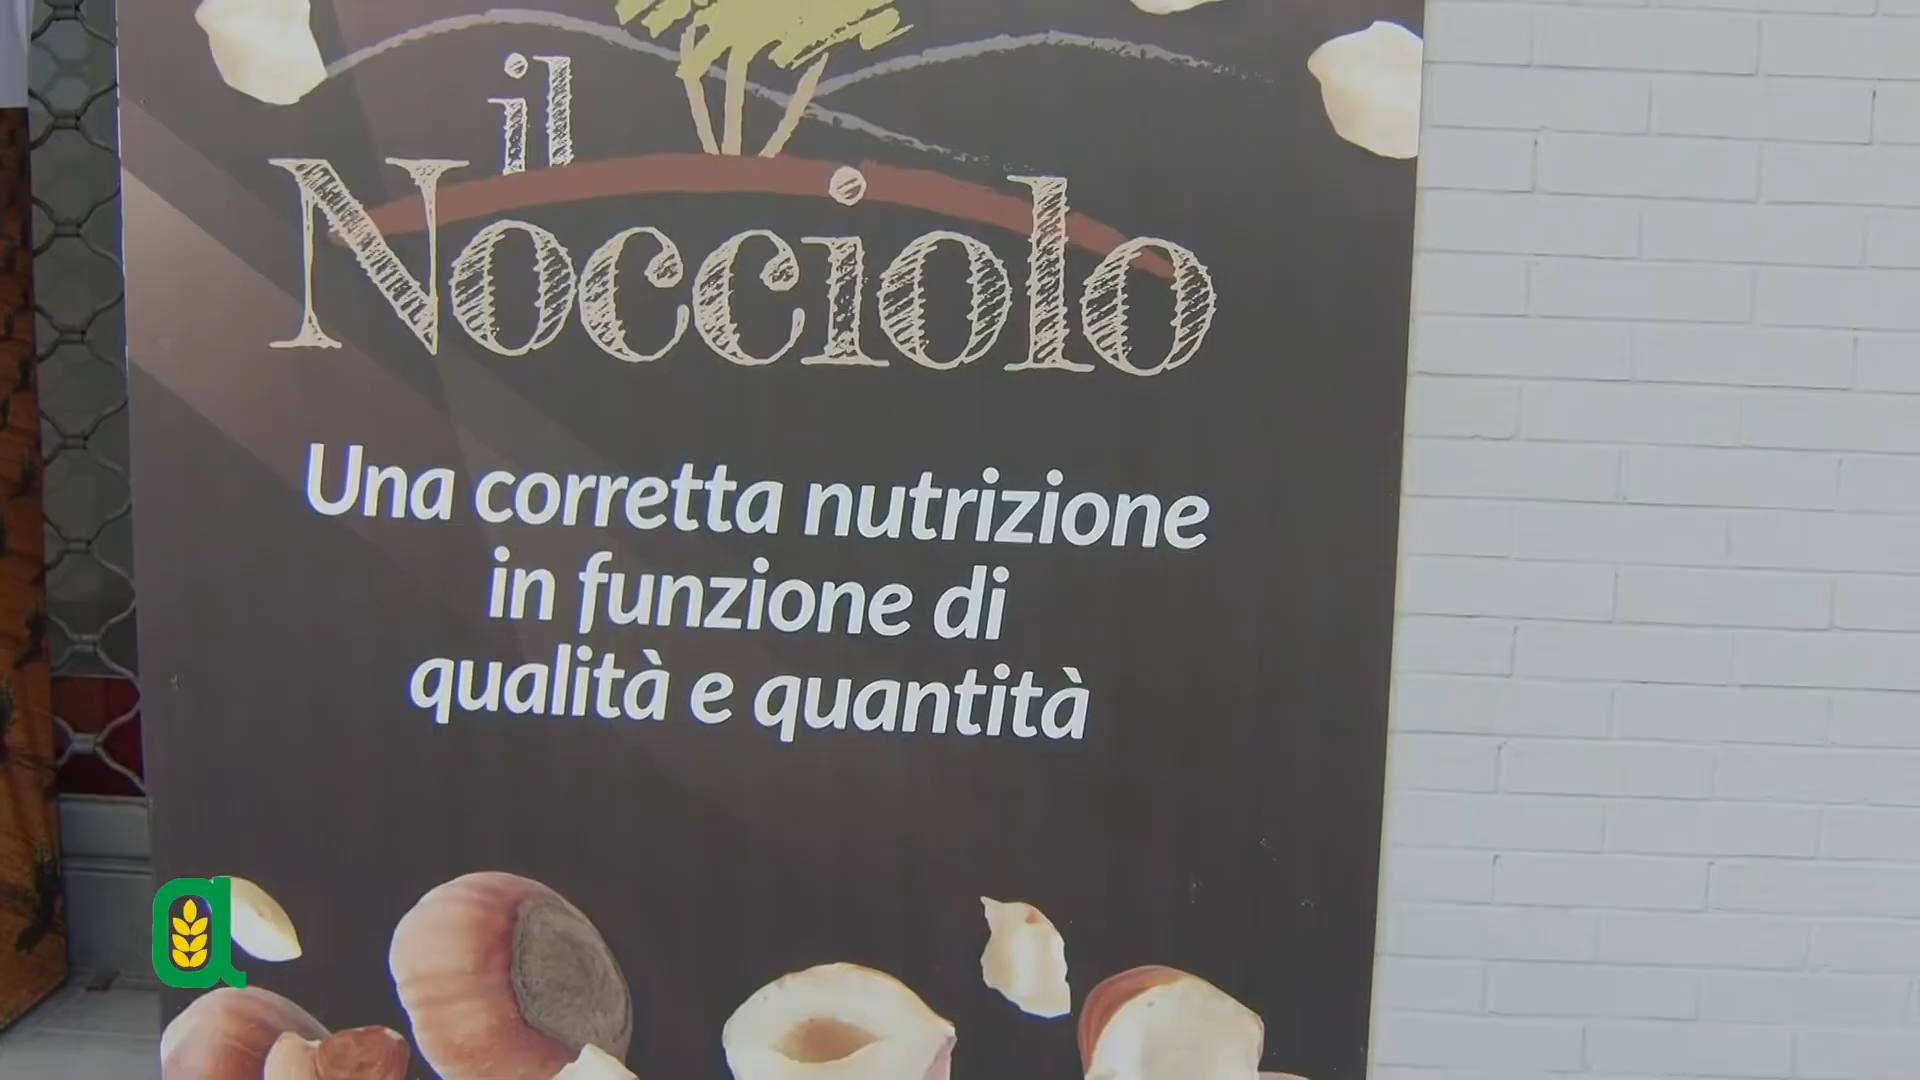 il
Nocciolo
Una corretta nutrizione
in funzione di
qualità e quantità
a